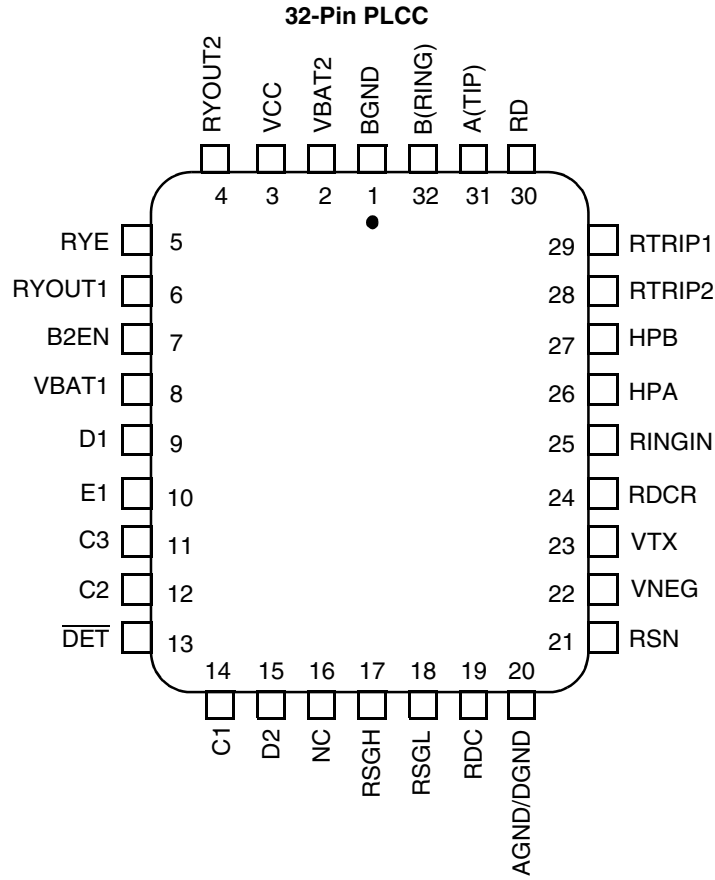 32-Pin PLCC
RYOUT2
VCC
VBAT2
BGND
B(RING)
A(TIP)
RD
4 3 2 1 32 31 30
RYE 5
RYOUT1 6
B2EN 7
VBAT1 8
D1 9
E1 10
C3 11
C2 12
DET 13
29 RTRIP1
28 RTRIP2
27 HPB
26 HPA
25 RINGIN
24 RDCR
23 VTX
22 VNEG
21 RSN
14 15 16 17 18 19 20
C1
D2
NC
RSGH
RSGL
RDC
AGND/DGND